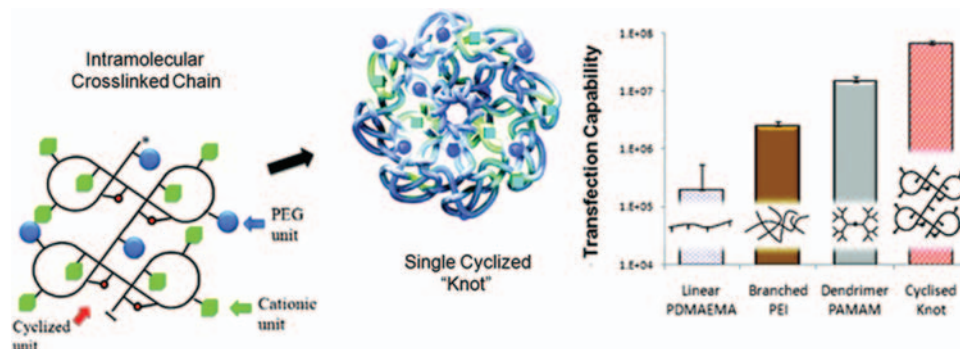 Intramolecular
Crosslinked Chain
PEG
unit
Cationic
unit
Cyclized
unit
Single Cyclized
“Knot”
Transfection Capability
1.E+08
1.E+07
1.E+06
1.E+05
1.E+04
Linear
PDMAEMA
Branched
PEI
Dendrimer
PAMAM
Cyclised
Knot